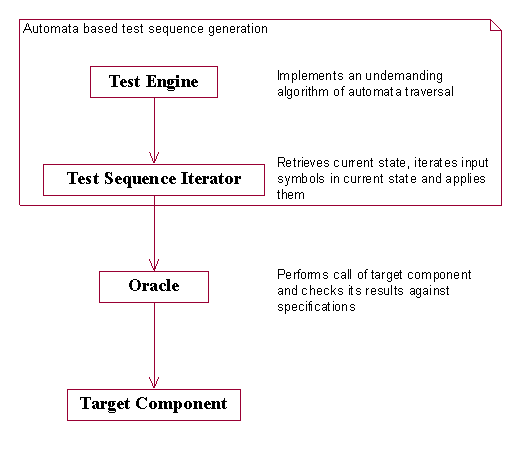 Automata based test sequence generation
Test Engine
Implements an undemanding
algorithm of automata traversal
Test Sequence Iterator
Retrieves current state, iterates input
symbols in current state and applies
them
Oracle
Performs call of target component
and checks its results against
specifications
Target Component